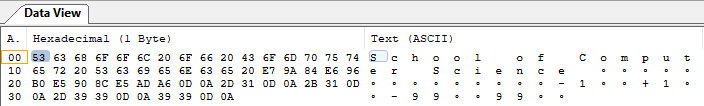 Data View
A. Hexadecimal (1 Byte) Text (ASCII)
00 53 63 68 6F 6F 6C 20 6F 66 20 43 6F 6D 70 75 74 S c h o o l o f C o m p u t
10 65 72 20 53 63 69 65 6E 63 65 20 E7 9A 84 E6 96 e r S c i e n c e ° ° ° ° °
20 B0 E5 90 8C E5 AD A6 0D 0A 2D 31 0D 0A 2B 31 0D ° ° ° ° ° ° ° ° ° - 1 ° ° + 1 °
30 0A 2D 39 39 0D 0A 39 39 0D 0A ° - 9 9 ° ° 9 9 ° °